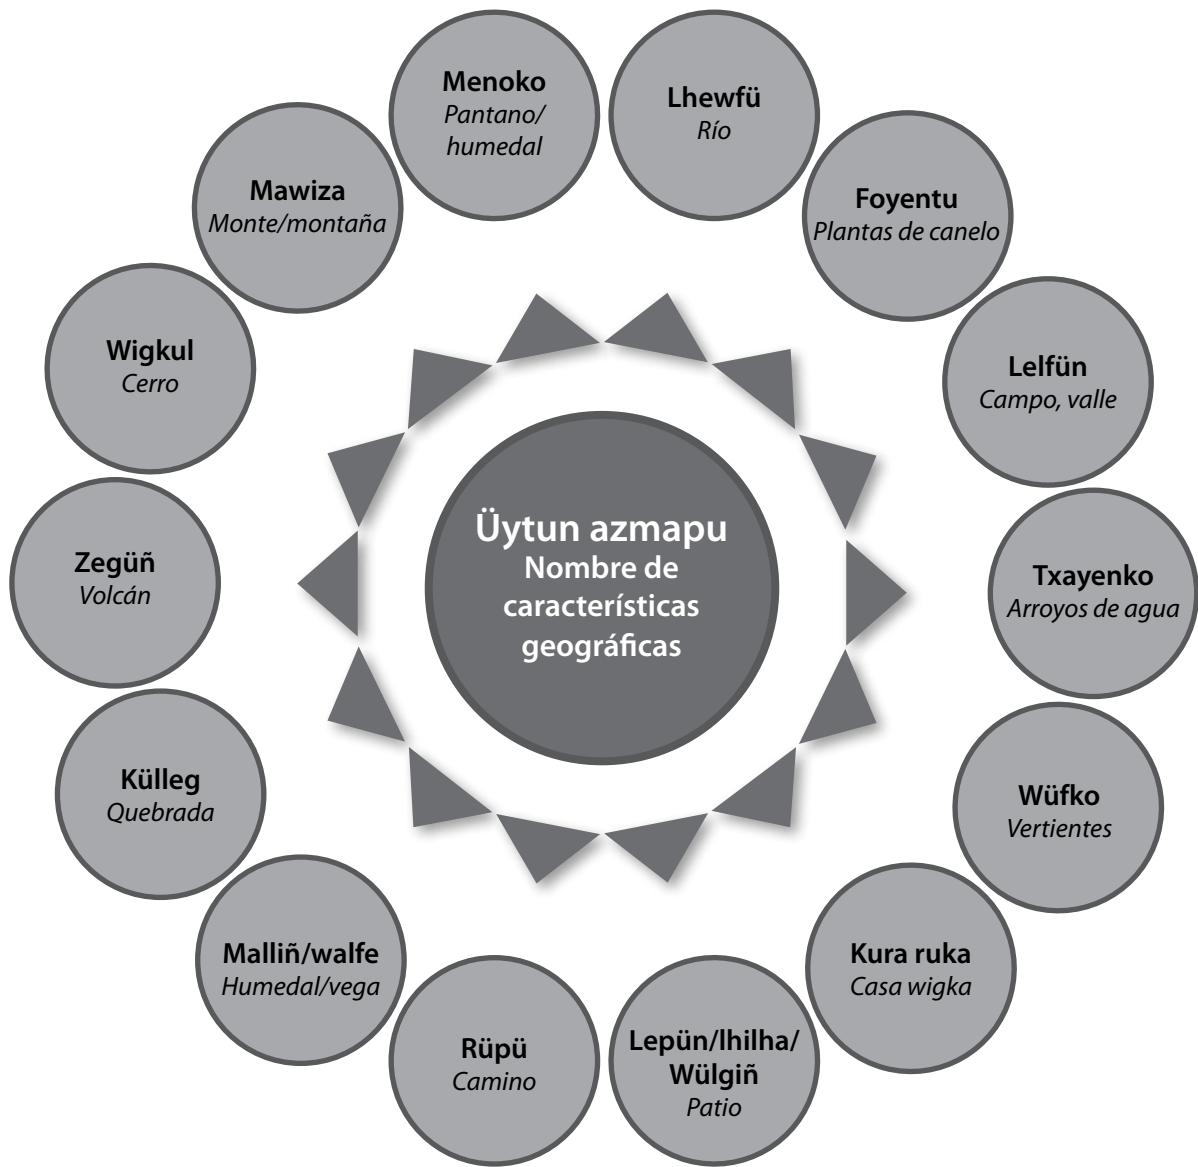 Menoko
Pantano/
humedal
Lhewfü
Río
Foyentu
Plantas de canelo
Lelfün
Campo, valle
Txayenko
Arroyos de agua
Wüfko
Vertientes
Kura ruka
Casa wigka
Lepün/lhilha/
Wülgiñ
Patio
Rüpü
Camino
Malliñ/walfe
Humedal/vega
Külleg
Quebrada
Zegüñ
Volcán
Wigkul
Cerro
Mawiza
Monte/montaña
Üytun azmapu
Nombre de
características
geográficas